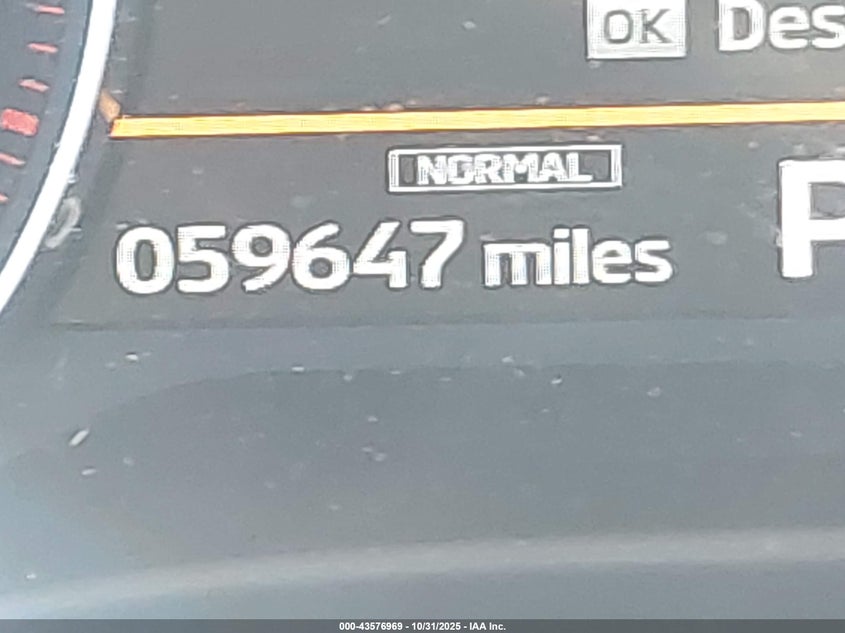 OK Des
NORMAL
059647 miles
P
000-43576969 - 10/31/2025 - IAA Inc.